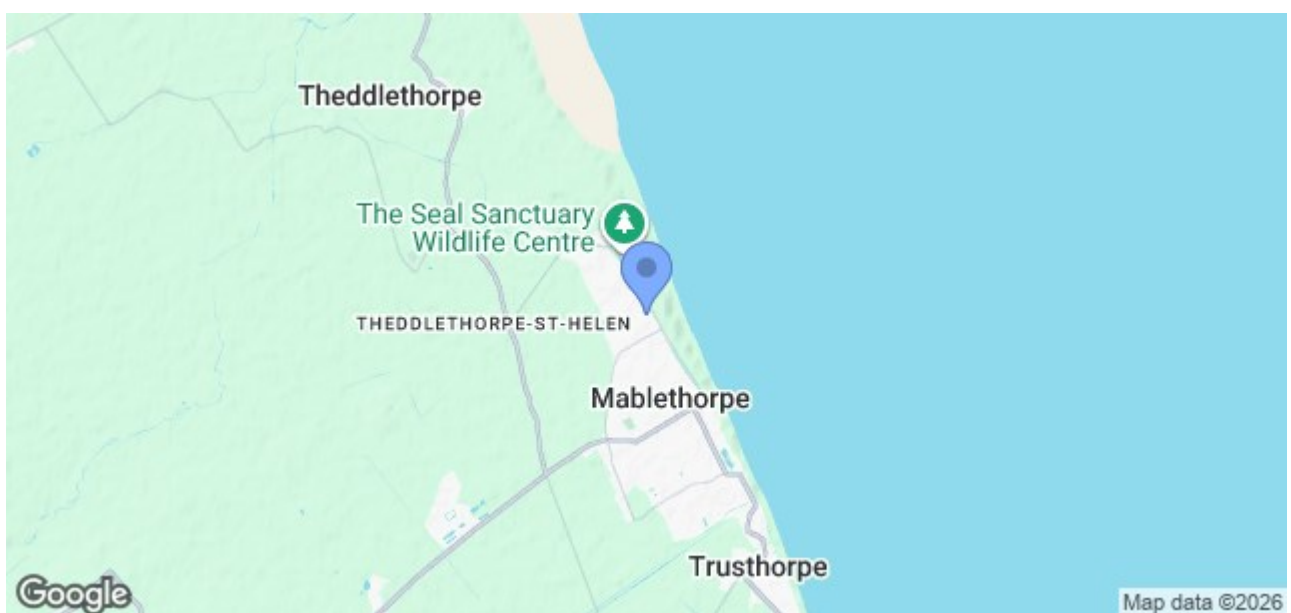 Theddlethorpe
The Seal Sanctuary
Wildlife Centre
THEDDLETHORPE-ST-HELEN
Mablethorpe
Trusthorpe
Google
Map data ©2026